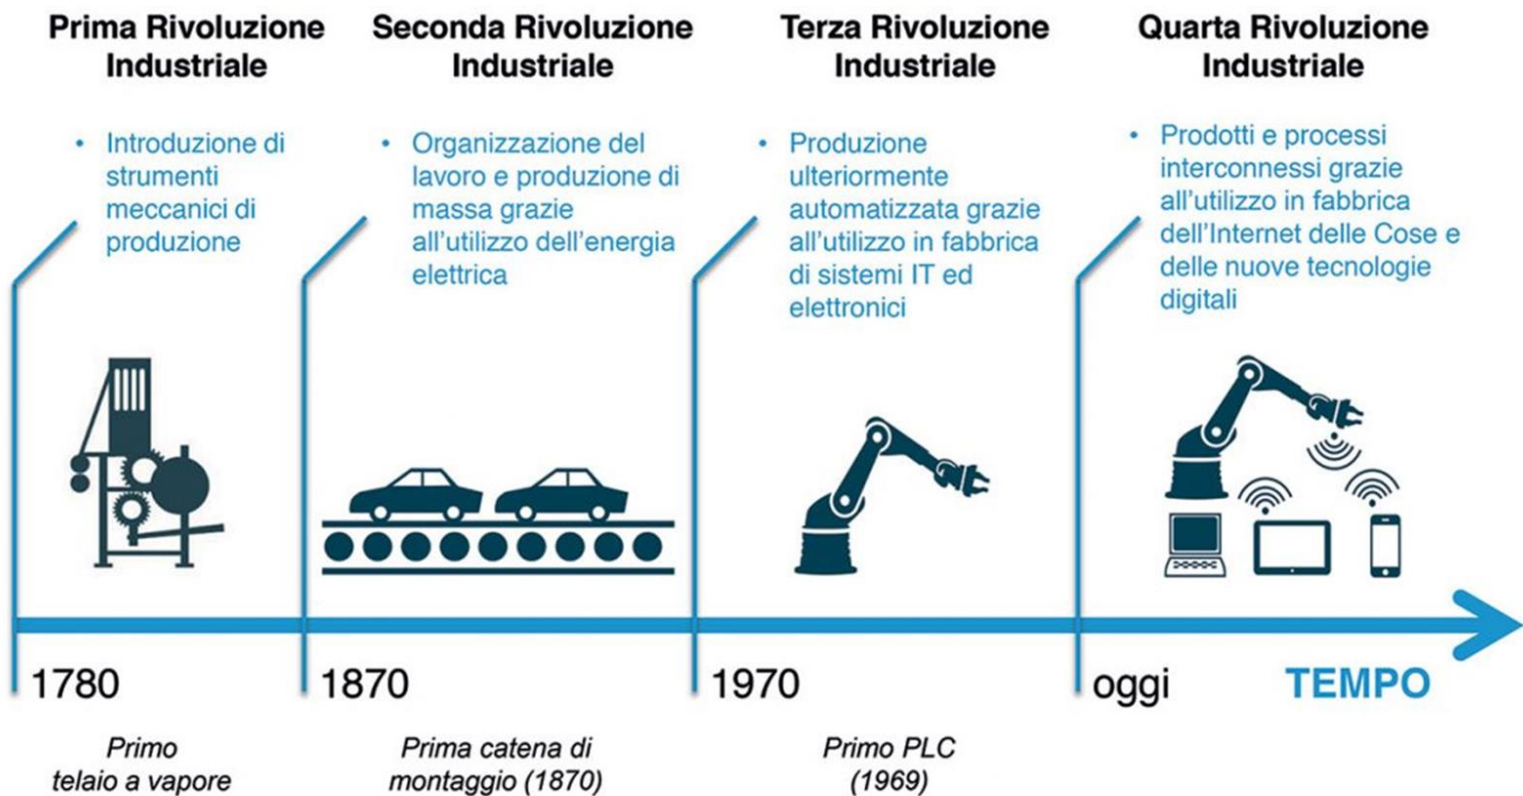 Prima Rivoluzione
Industriale
• Introduzione di
strumenti
meccanici di
produzione
1780
Primo
telaio a vapore
Seconda Rivoluzione
Industriale
• Organizzazione del
lavoro e produzione di
massa grazie
all'utilizzo dell'energia
elettrica
1870
Prima catena di
montaggio (1870)
Terza Rivoluzione
Industriale
• Produzione
ulteriormente
automatizzata grazie
all'utilizzo in fabbrica
di sistemi IT ed
elettronici
1970
Primo PLC
(1969)
Quarta Rivoluzione
Industriale
• Prodotti e processi
interconnessi grazie
all'utilizzo in fabbrica
dell'Internet delle Cose e
delle nuove tecnologie
digitali
oggi
TEMPO